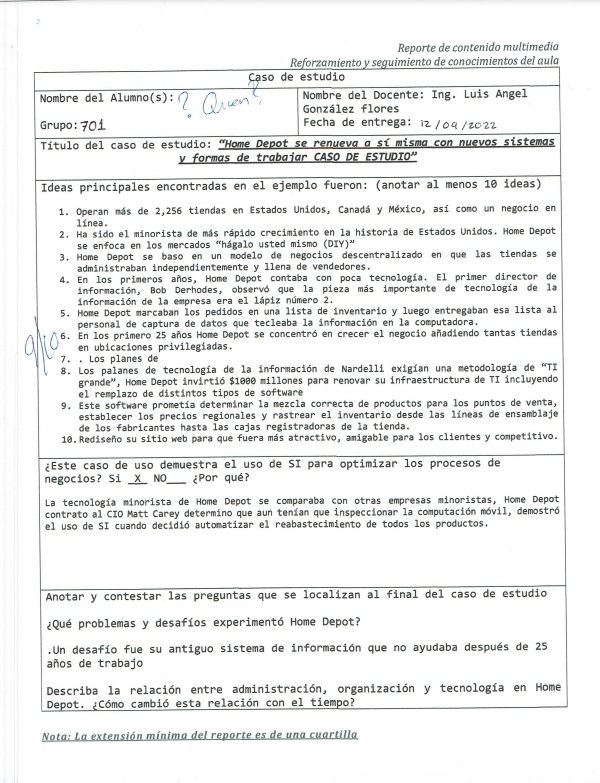 Reporte de contenido multimedia
Reforzamiento y seguimiento de conocimientos del aula
Caso de estudio
Nombre del Alumno(s): ? Quien?
Grupo: 701
Nombre del Docente: Ing. Luis Angel
González flores
Fecha de entrega: 12/09/2022
Título del caso de estudio: "Home Depot se renueva a sí misma con nuevos sistemas
y formas de trabajar CASO DE ESTUDIO"
Ideas principales encontradas en el ejemplo fueron: (anotar al menos 10 ideas)
1. Operan más de 2,256 tiendas en Estados Unidos, Canadá y México, así como un negocio en
línea.
2. Ha sido el minorista de más rápido crecimiento en la historia de Estados Unidos. Home Depot
se enfoca en los mercados "hágalo usted mismo (DIY)"
3. Home Depot se baso en un modelo de negocios descentralizado en que las tiendas se
administraban independientemente y llena de vendedores.
4. En los primeros años, Home Depot contaba con poca tecnología. El primer director de
información, Bob Derhodes, observó que la pieza más importante de tecnología de la
información de la empresa era el lápiz número 2.
5. Home Depot marcaban los pedidos en una lista de inventario y luego entregaban esa lista al
personal de captura de datos que tecleaba la información en la computadora.
6. En los primero 25 años Home Depot se concentró en crecer el negocio añadiendo tantas tiendas
en ubicaciones privilegiadas.
9/10
7. . Los planes de
8. Los palanes de tecnología de la información de Nardelli exigían una metodología de "TI
grande", Home Depot invirtió $1000 millones para renovar su infraestructura de TI incluyendo
el remplazo de distintos tipos de software
9. Este software prometía determinar la mezcla correcta de productos para los puntos de venta,
establecer los precios regionales y rastrear el inventario desde las líneas de ensamblaje
de los fabricantes hasta las cajas registradoras de la tienda.
10. Rediseño su sitio web para que fuera más atractivo, amigable para los clientes y competitivo.
¿Este caso de uso demuestra el uso de SI para optimizar los procesos de
negocios? Si _X_ NO___ ¿Por qué?
La tecnología minorista de Home Depot se comparaba con otras empresas minoristas, Home Depot
contrato al CIO Matt Carey determino que aun tenían que inspeccionar la computación móvil, demostró
el uso de SI cuando decidió automatizar el reabastecimiento de todos los productos.
Anotar y contestar las preguntas que se localizan al final del caso de estudio
¿Qué problemas y desafíos experimentó Home Depot?
.Un desafío fue su antiguo sistema de información que no ayudaba después de 25
años de trabajo
Describa la relación entre administración, organización y tecnología en Home
Depot. ¿Cómo cambió esta relación con el tiempo?
Nota: La extensión mínima del reporte es de una cuartilla